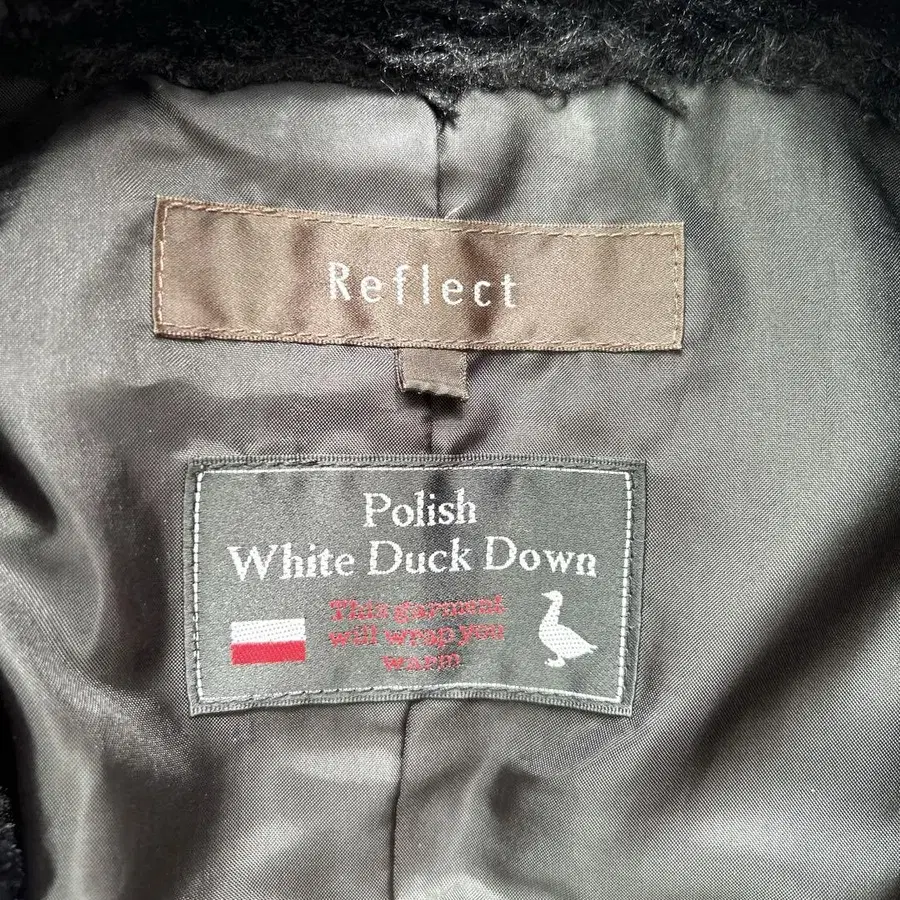 Reflect
Polish
White Duck Down
This garment
will wrap you
warm